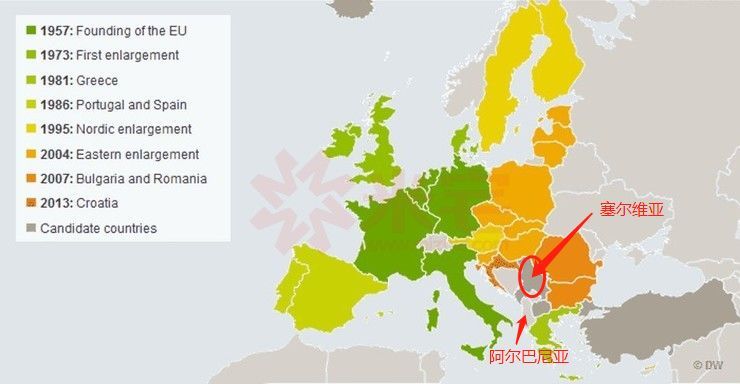 1957: Founding of the EU
1973: First enlargement
1981: Greece
1986: Portugal and Spain
1995: Nordic enlargement
2004: Eastern enlargement
2007: Bulgaria and Romania
2013: Croatia
Candidate countries
塞尔维亚
阿尔巴尼亚
© DW